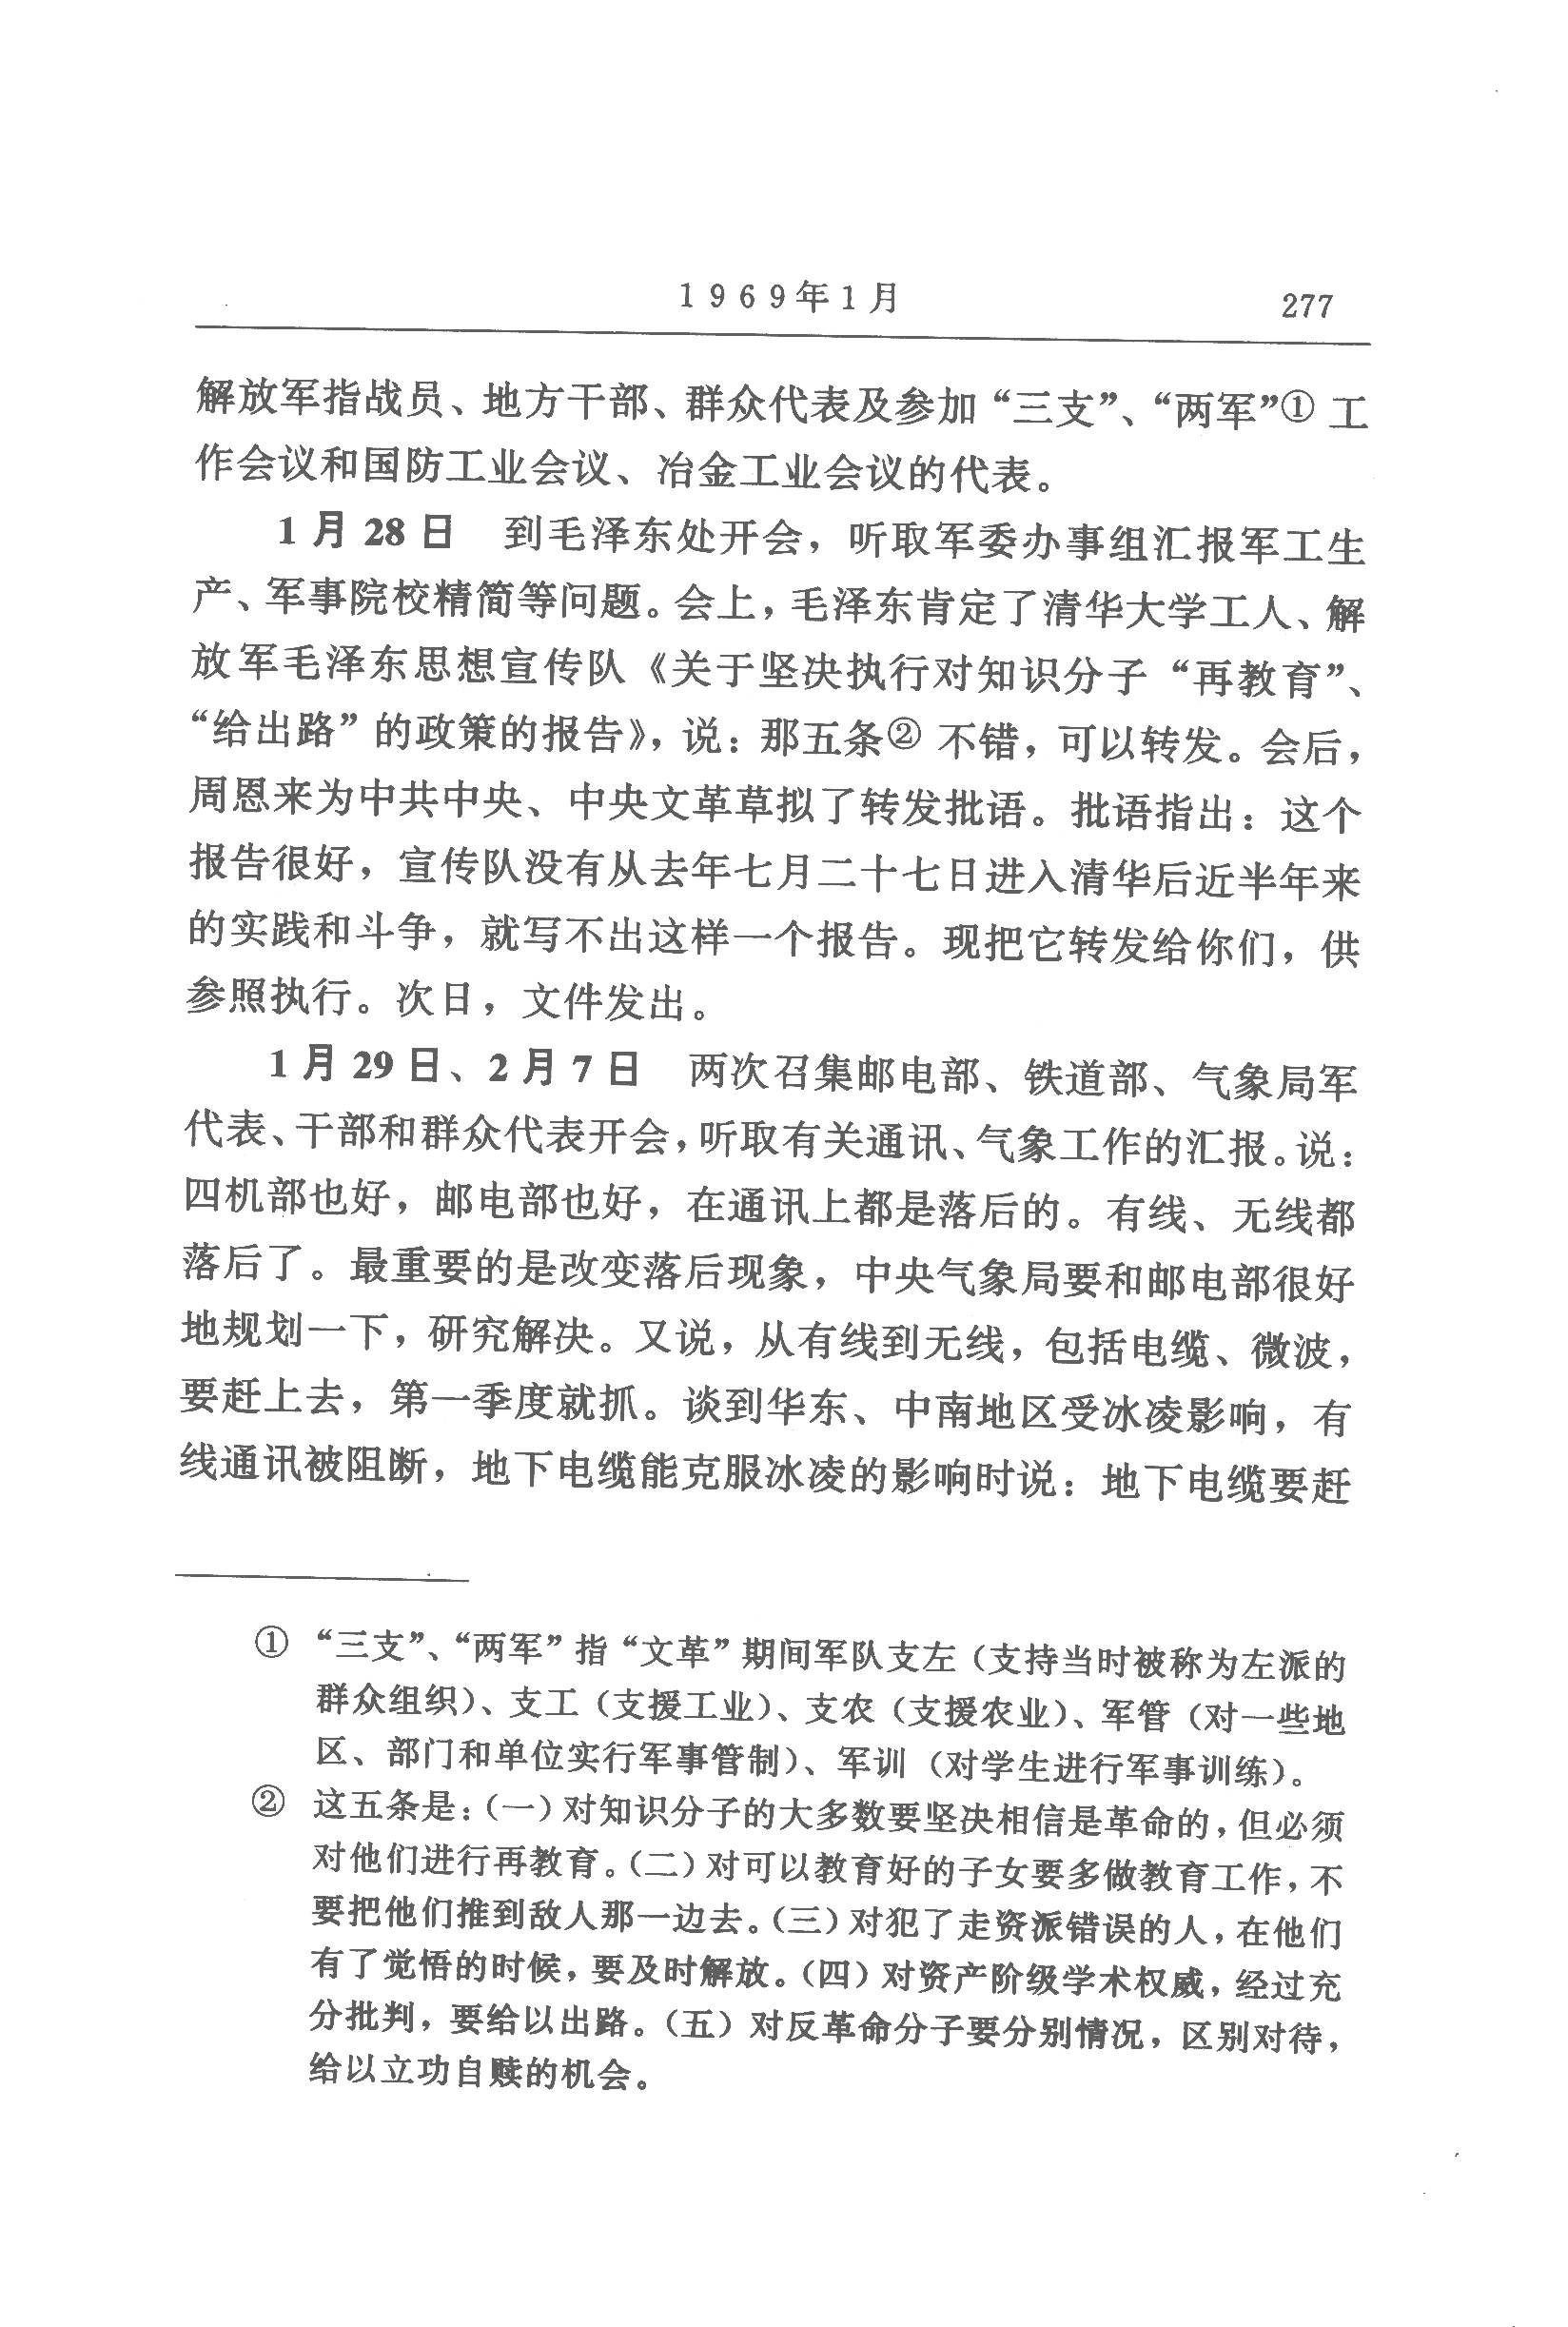 1969年1月
277
解放军指战员、地方干部、群众代表及参加“三支”、“两军”① 工
作会议和国防工业会议、冶金工业会议的代表。
1月28日 到毛泽东处开会，听取军委办事组汇报军工生
产、军事院校精简等问题。会上，毛泽东肯定了清华大学工人、解
放军毛泽东思想宣传队《关于坚决执行对知识分子“再教育”、
“给出路”的政策的报告》，说：那五条② 不错，可以转发。会后，
周恩来为中共中央、中央文革草拟了转发批语。批语指出：这个
报告很好，宣传队没有从去年七月二十七日进入清华后近半年来
的实践和斗争，就写不出这样一个报告。现把它转发给你们，供
参照执行。次日，文件发出。
1月29日、2月7日 两次召集邮电部、铁道部、气象局军
代表、干部和群众代表开会，听取有关通讯、气象工作的汇报。说：
四机部也好，邮电部也好，在通讯上都是落后的。有线、无线都
落后了。最重要的是改变落后现象，中央气象局要和邮电部很好
地规划一下，研究解决。又说，从有线到无线，包括电缆、微波，
要赶上去，第一季度就抓。谈到华东、中南地区受冰凌影响，有
线通讯被阻断，地下电缆能克服冰凌的影响时说：地下电缆要赶
① “三支”、“两军”指“文革”期间军队支左（支持当时被称为左派的
群众组织）、支工（支援工业）、支农（支援农业）、军管（对一些地
区、部门和单位实行军事管制）、军训（对学生进行军事训练）。
② 这五条是：（一）对知识分子的大多数要坚决相信是革命的，但必须
对他们进行再教育。（二）对可以教育好的子女要多做教育工作，不
要把他们推到敌人那一边去。（三）对犯了走资派错误的人，在他们
有了觉悟的时候，要及时解放。（四）对资产阶级学术权威，经过充
分批判，要给以出路。（五）对反革命分子要分别情况，区别对待，
给以立功自赎的机会。